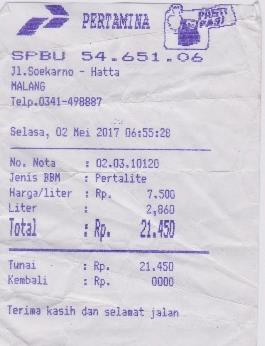 PERTAMINA
PASTI PAS!
SPBU 54.651.06
Jl.Soekarno - Hatta
MALANG
Telp.0341-498887
Selasa, 02 Mei 2017 06:55:28
No. Nota : 02.03.10120
Jenis BBM : Pertalite
Harga/liter : Rp. 7.500
Liter : 2,860
Total : Rp. 21.450
Tunai : Rp. 21.450
Kembali : Rp. 0000
Terima kasih dan selamat jalan